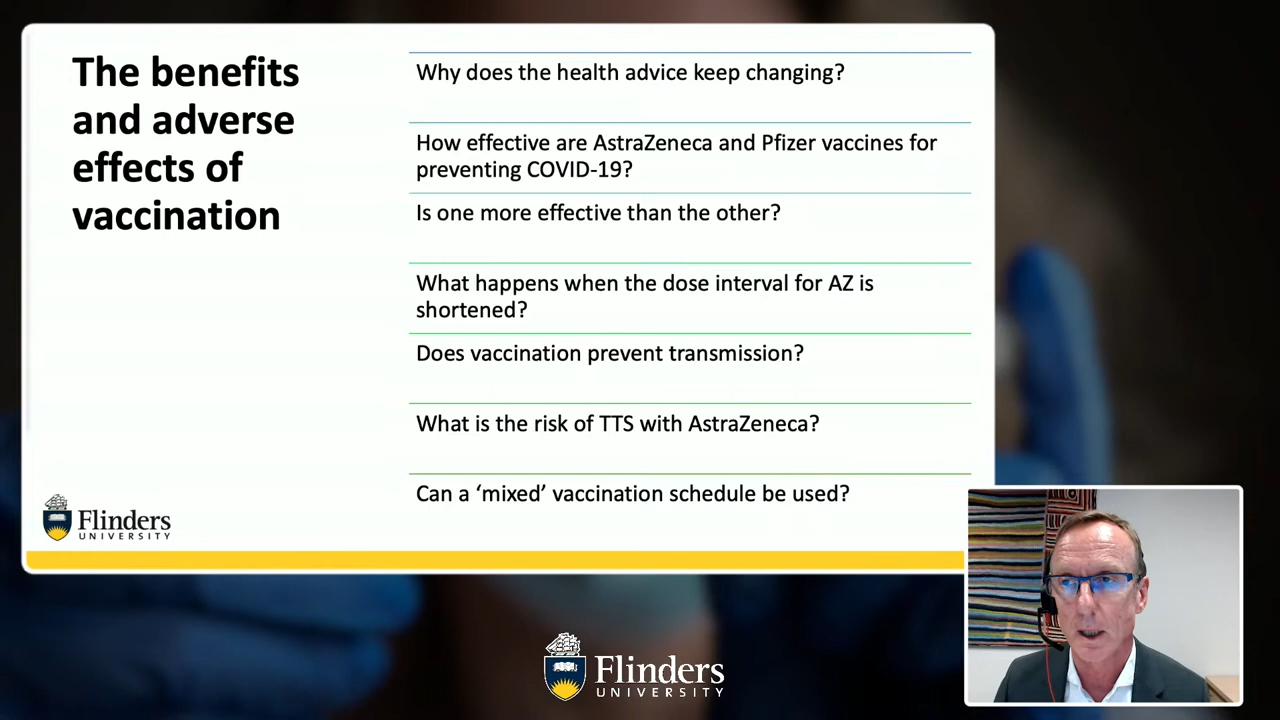 The benefits
and adverse
effects of
vaccination
Why does the health advice keep changing?
How effective are AstraZeneca and Pfizer vaccines for
preventing COVID-19?
Is one more effective than the other?
What happens when the dose interval for AZ is
shortened?
Does vaccination prevent transmission?
What is the risk of TTS with AstraZeneca?
Can a ‘mixed’ vaccination schedule be used?
Flinders
UNIVERSITY
Flinders
UNIVERSITY